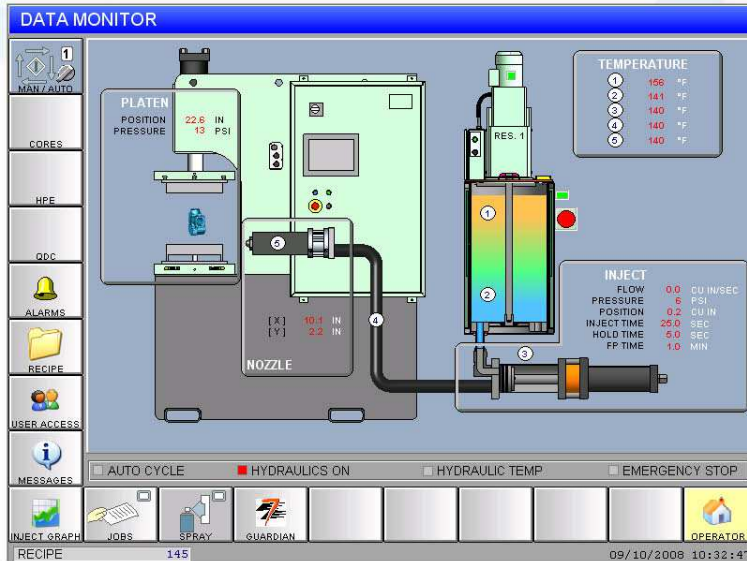 DATA MONITOR
1
MAN / AUTO
CORES
HPE
QDC
ALARMS
RECIPE
USER ACCESS
MESSAGES
PLATEN
POSITION 22.6 IN
PRESSURE 13 PSI
RES. 1
TEMPERATURE
1 156 °F
2 141 °F
3 140 °F
4 140 °F
5 140 °F
1
2
3
4
5
[X] 10.1 IN
[Y] 2.2 IN
NOZZLE
INJECT
FLOW 0.0 CU IN/SEC
PRESSURE 6 PSI
POSITION 0.2 CU IN
INJECT TIME 25.0 SEC
HOLD TIME 5.0 SEC
FP TIME 1.0 MIN
AUTO CYCLE HYDRAULICS ON HYDRAULIC TEMP EMERGENCY STOP
INJECT GRAPH JOBS SPRAY GUARDIAN OPERATOR
RECIPE 145 09/10/2008 10:32:47